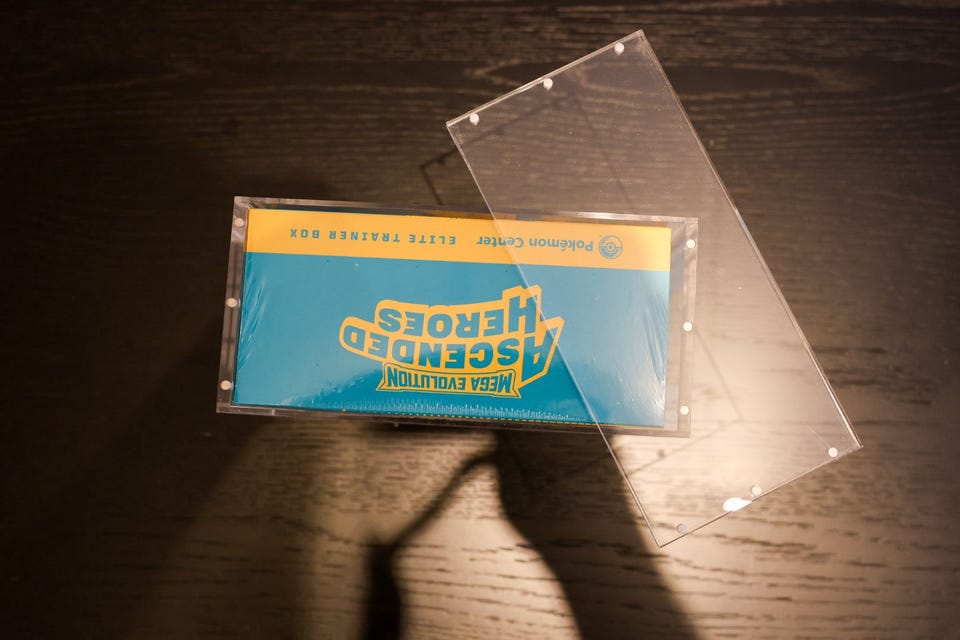 Pokémon Center ELITE TRAINER BOX
MEGA EVOLUTION
ASCENDED
HEROES